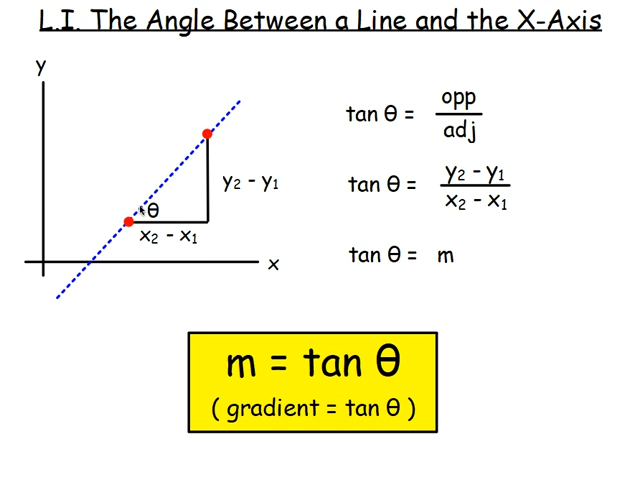 L.I. The Angle Between a Line and the X-Axis
y
tan θ = opp / adj
y₂ - y₁
tan θ = y₂ - y₁ / x₂ - x₁
θ
x₂ - x₁
x
tan θ = m
m = tan θ
( gradient = tan θ )